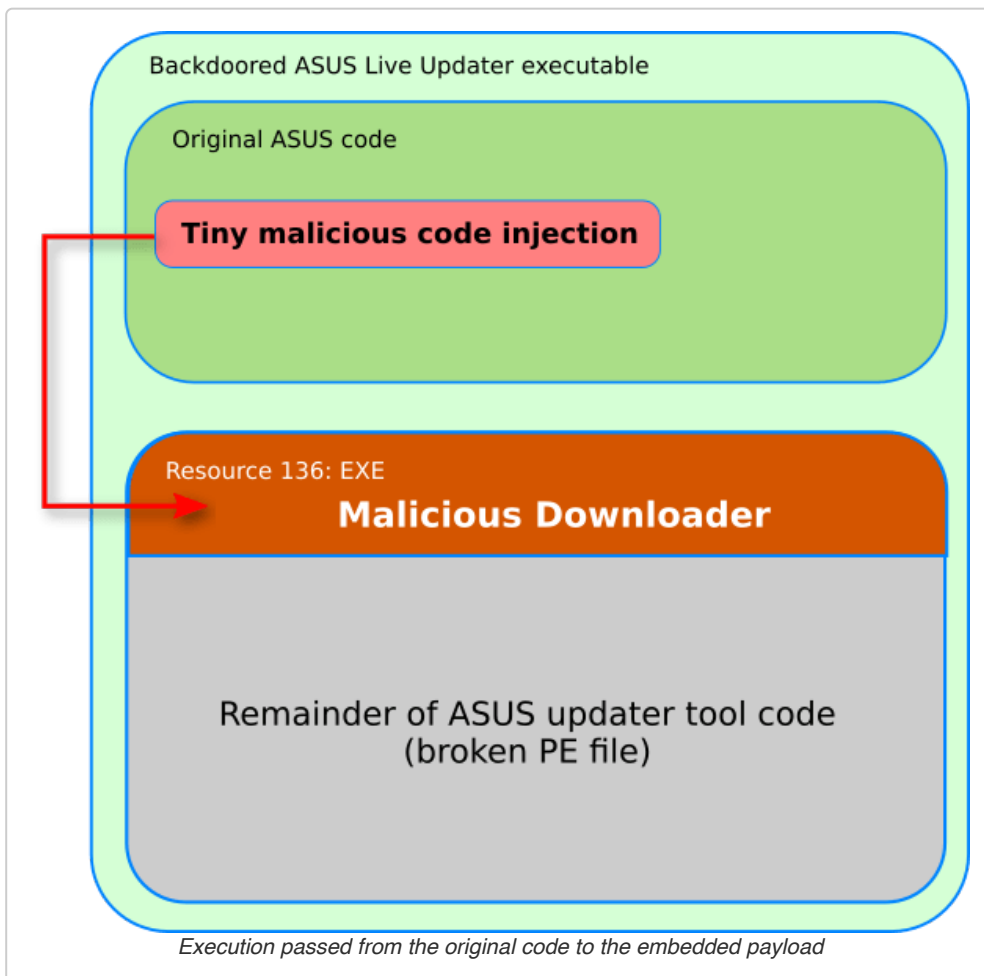 Backdoored ASUS Live Updater executable
Original ASUS code
Tiny malicious code injection
Resource 136: EXE
Malicious Downloader
Remainder of ASUS updater tool code
(broken PE file)
Execution passed from the original code to the embedded payload